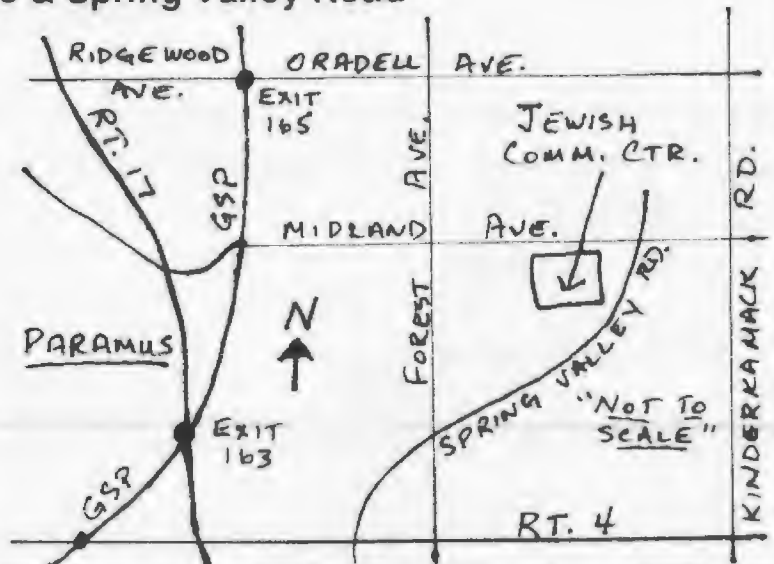 & Spring Valley Road
RIDGEWOOD
AVE.
ORADELL AVE.
EXIT
165
RT. 17
GSP
FOREST AVE.
JEWISH
COMM. CTR.
KINDERKAMACK RD.
MIDLAND AVE.
PARAMUS
N
SPRING VALLEY RD.
"NOT TO
SCALE"
EXIT
163
GSP
RT. 4